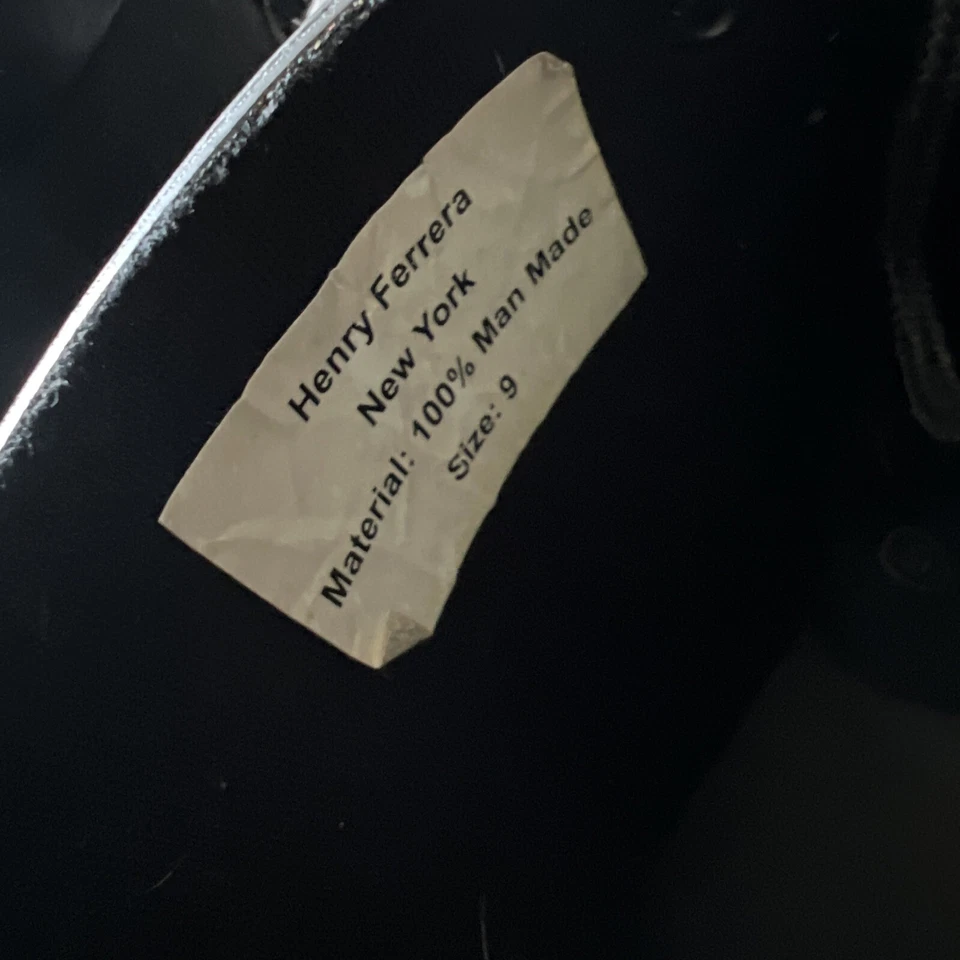 Henry Ferrera
New York
Material: 100% Man Made
Size: 9